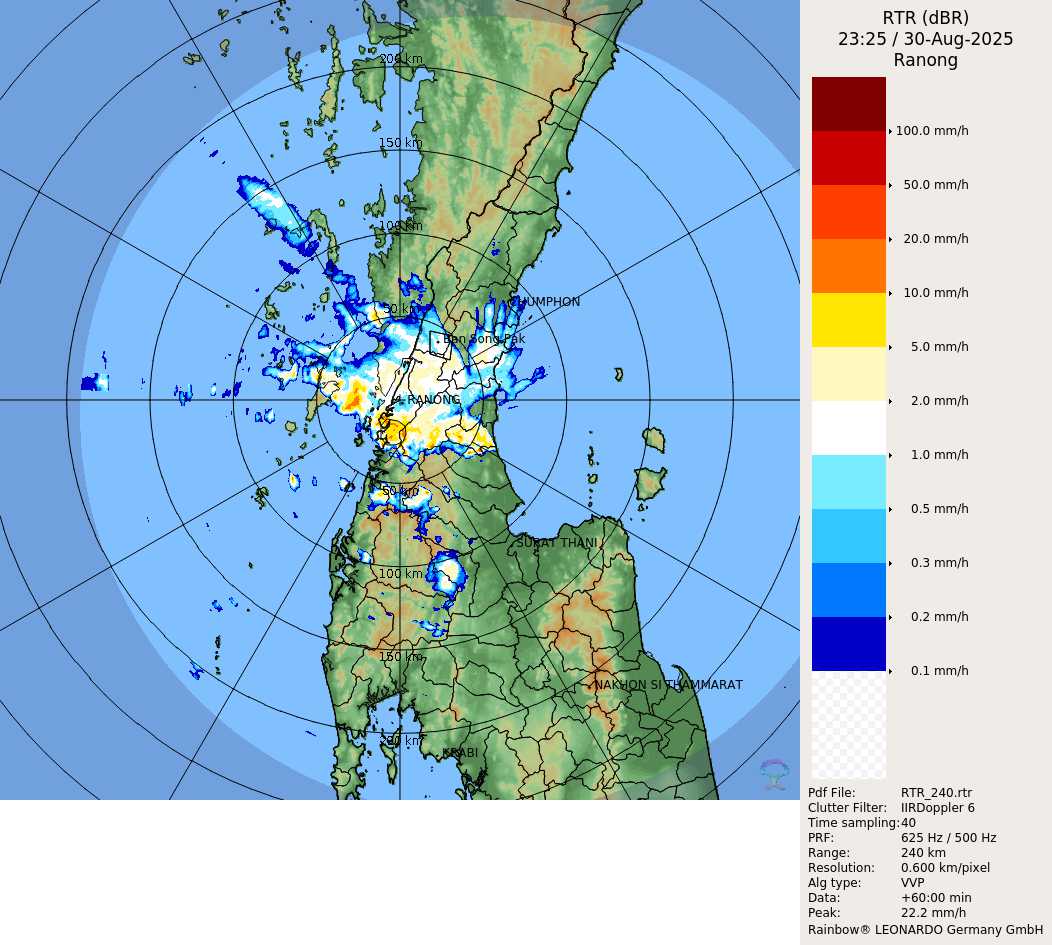 RTR (dBR)
23:25 / 30-Aug-2025
Ranong
200 km
150 km
100 km
50 km
CHUMPHON
Ban Song Pak
RANONG
50 km
SURAT THANI
100 km
150 km
NAKHON SI THAMMARAT
200 km
KRABI
100.0 mm/h
50.0 mm/h
20.0 mm/h
10.0 mm/h
5.0 mm/h
2.0 mm/h
1.0 mm/h
0.5 mm/h
0.3 mm/h
0.2 mm/h
0.1 mm/h
Pdf File: RTR_240.rtr
Clutter Filter: IIRDoppler 6
Time sampling: 40
PRF: 625 Hz / 500 Hz
Range: 240 km
Resolution: 0.600 km/pixel
Alg type: VVP
Data: +60:00 min
Peak: 22.2 mm/h
Rainbow® LEONARDO Germany GmbH